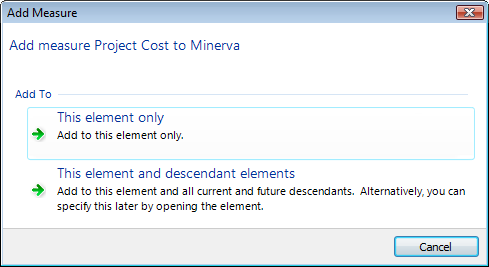 Add Measure
Add measure Project Cost to Minerva
Add To
This element only
Add to this element only.
This element and descendant elements
Add to this element and all current and future descendants.  Alternatively, you can
specify this later by opening the element.
Cancel